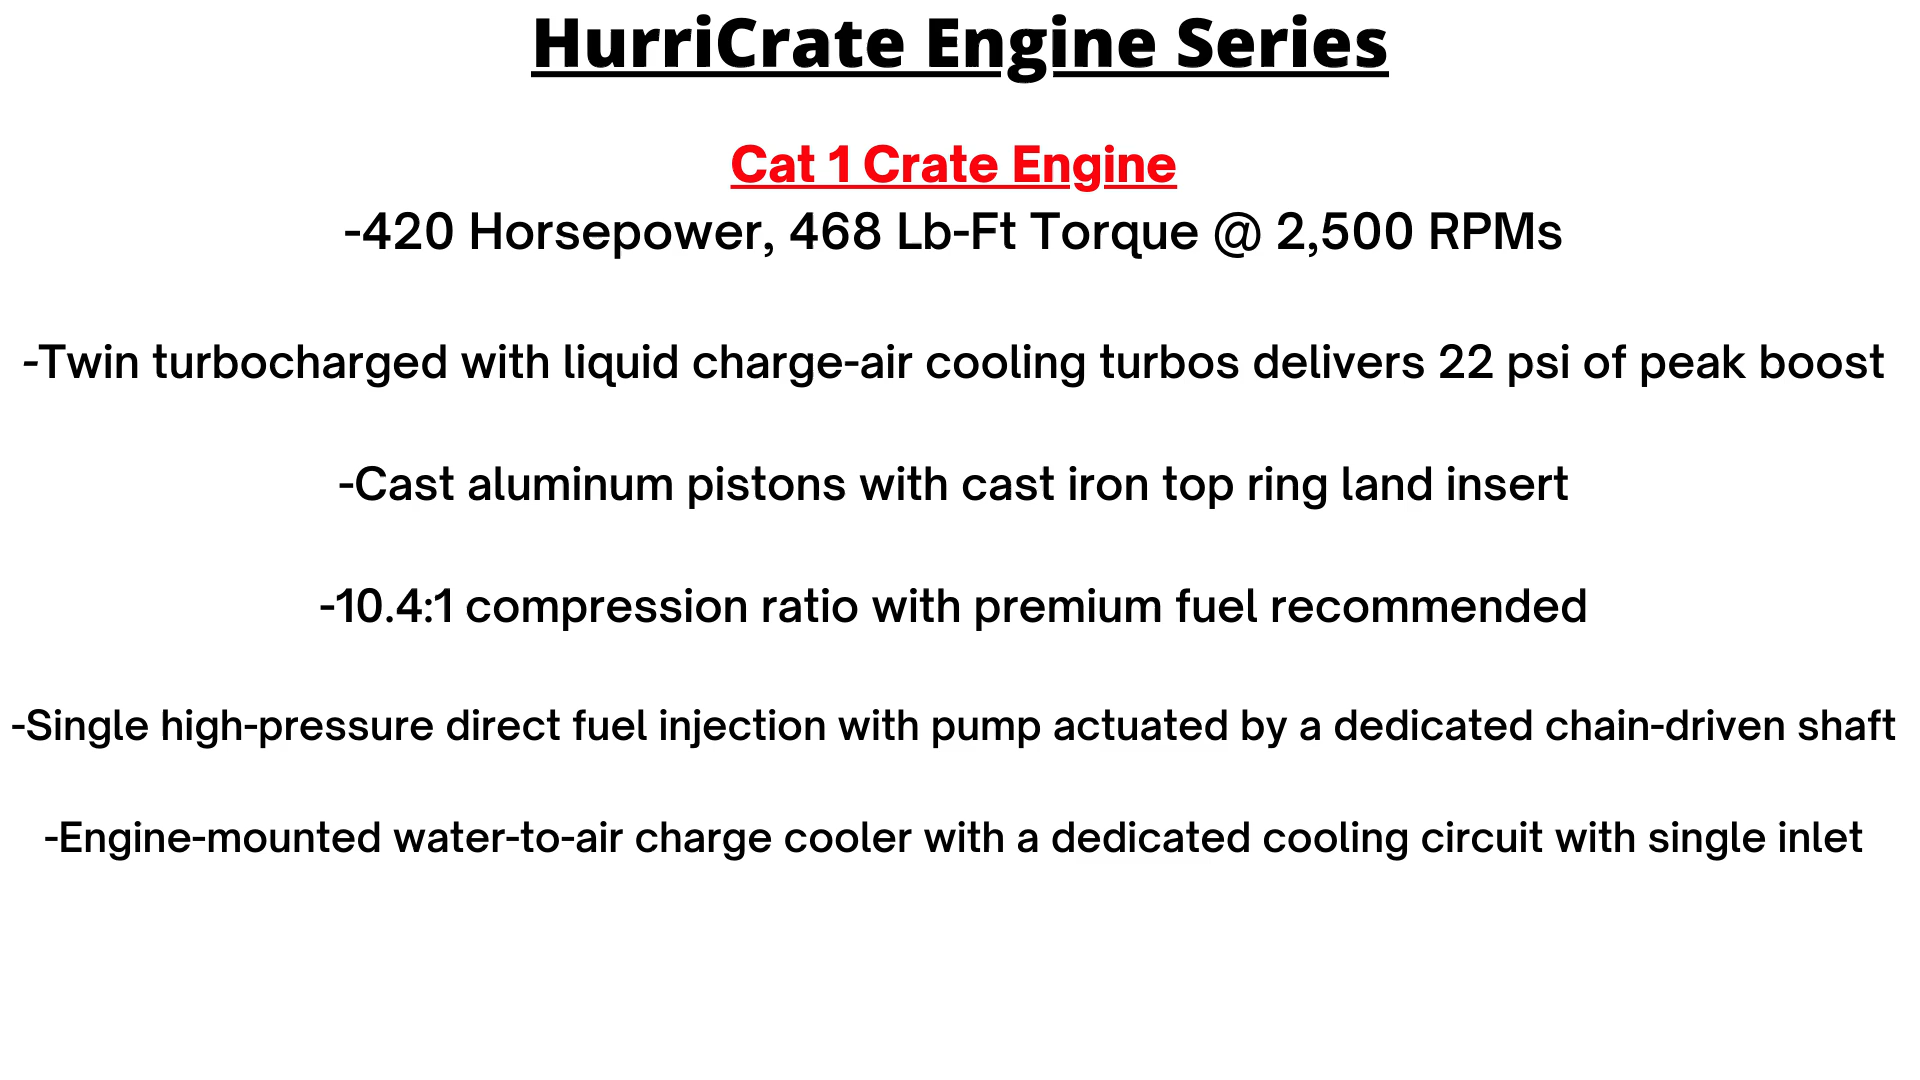 HurriCrate Engine Series
Cat 1 Crate Engine
-420 Horsepower, 468 Lb-Ft Torque @ 2,500 RPMs
-Twin turbocharged with liquid charge-air cooling turbos delivers 22 psi of peak boost
-Cast aluminum pistons with cast iron top ring land insert
-10.4:1 compression ratio with premium fuel recommended
-Single high-pressure direct fuel injection with pump actuated by a dedicated chain-driven shaft
-Engine-mounted water-to-air charge cooler with a dedicated cooling circuit with single inlet